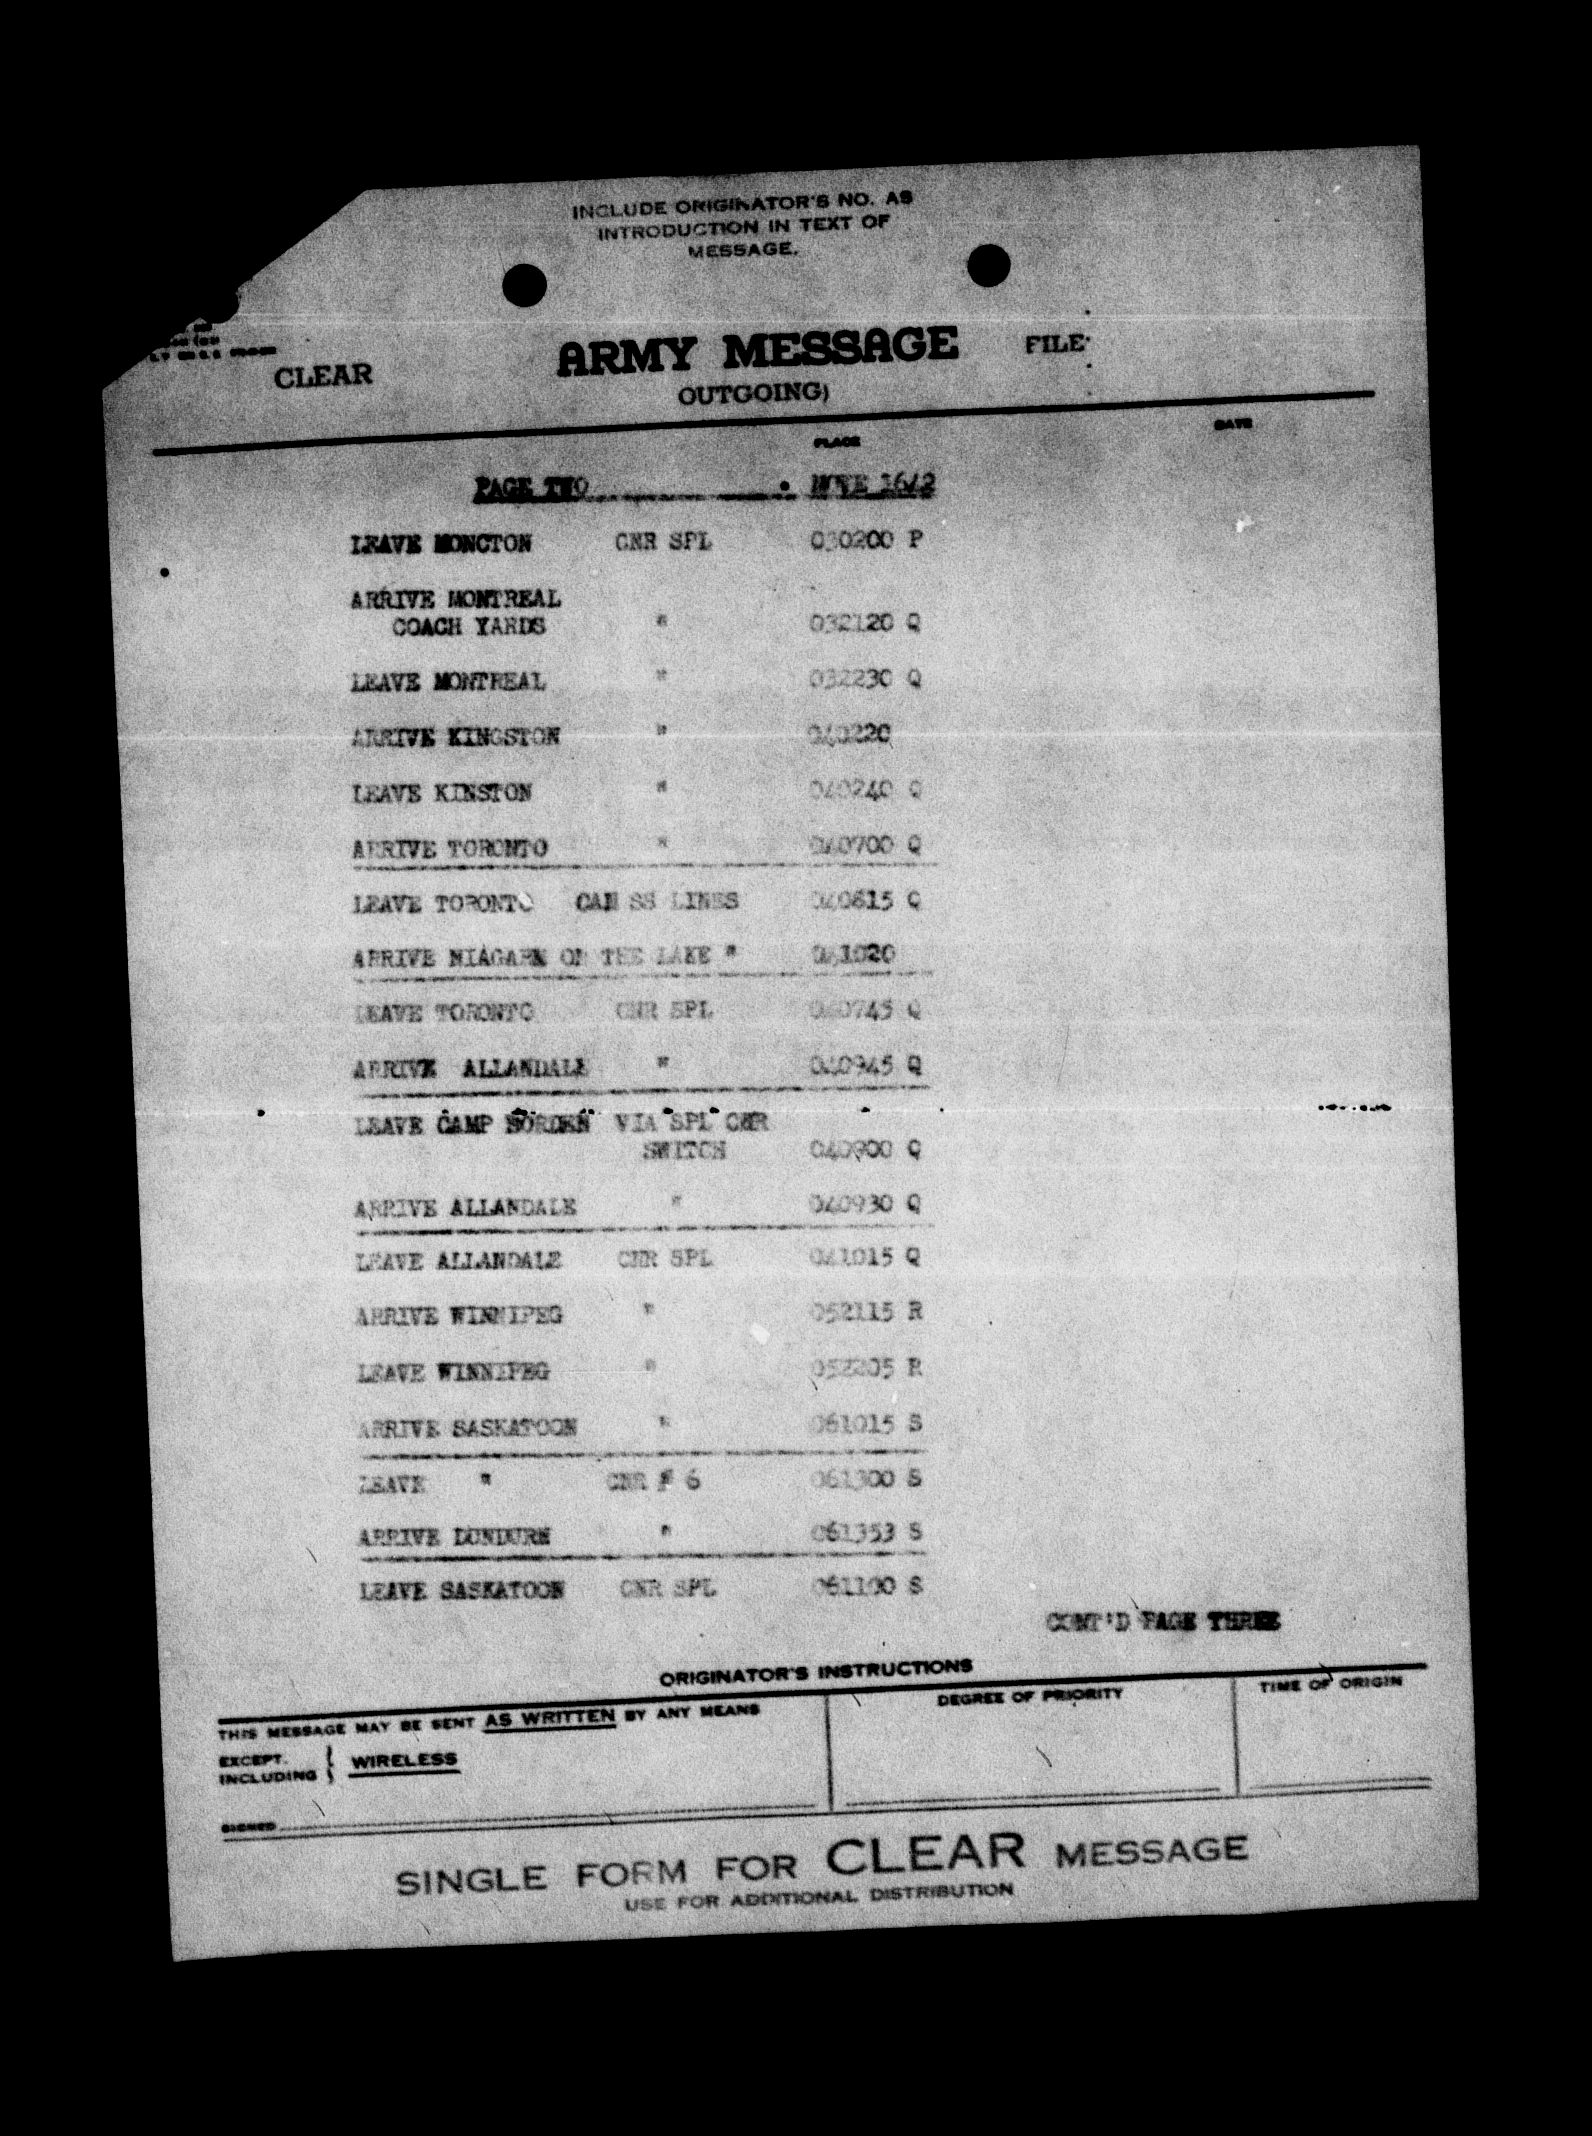 INCLUDE ORIGINATOR'S NO. AS
INTRODUCTION IN TEXT OF
MESSAGE.
CLEAR
ARMY MESSAGE
FILE
OUTGOING)
PLACE
DATE
PAGE TWO . MOVE 1642
LEAVE MONCTON CNR SPL 030200 P
ARRIVE MONTREAL
COACH YARDS " 032120 Q
LEAVE MONTREAL " 032230 Q
ARRIVE KINGSTON " 040220
LEAVE KINSTON " 040240 Q
ARRIVE TORONTO " 040700 Q
LEAVE TORONTO CAN SS LINES 040815 Q
ARRIVE NIAGARA ON THE LAKE " 041020
LEAVE TORONTO CNR SPL 040745 Q
ARRIVE ALLANDALE " 040945 Q
LEAVE CAMP BORDEN VIA SPL CNR
SWITCH 040900 Q
ARRIVE ALLANDALE " 040930 Q
LEAVE ALLANDALE CNR SPL 041015 Q
ARRIVE WINNIPEG " 052115 R
LEAVE WINNIPEG " 052205 R
ARRIVE SASKATOON " 061015 S
LEAVE " CNR # 6 061300 S
ARRIVE DUNDURN " 061353 S
LEAVE SASKATOON CNR SPL 061100 S
CONT'D PAGE THREE
ORIGINATOR'S INSTRUCTIONS
THIS MESSAGE MAY BE SENT AS WRITTEN BY ANY MEANS
DEGREE OF PRIORITY
TIME OF ORIGIN
EXCEPT.
INCLUDING } WIRELESS
SIGNED
SINGLE FORM FOR CLEAR MESSAGE
USE FOR ADDITIONAL DISTRIBUTION